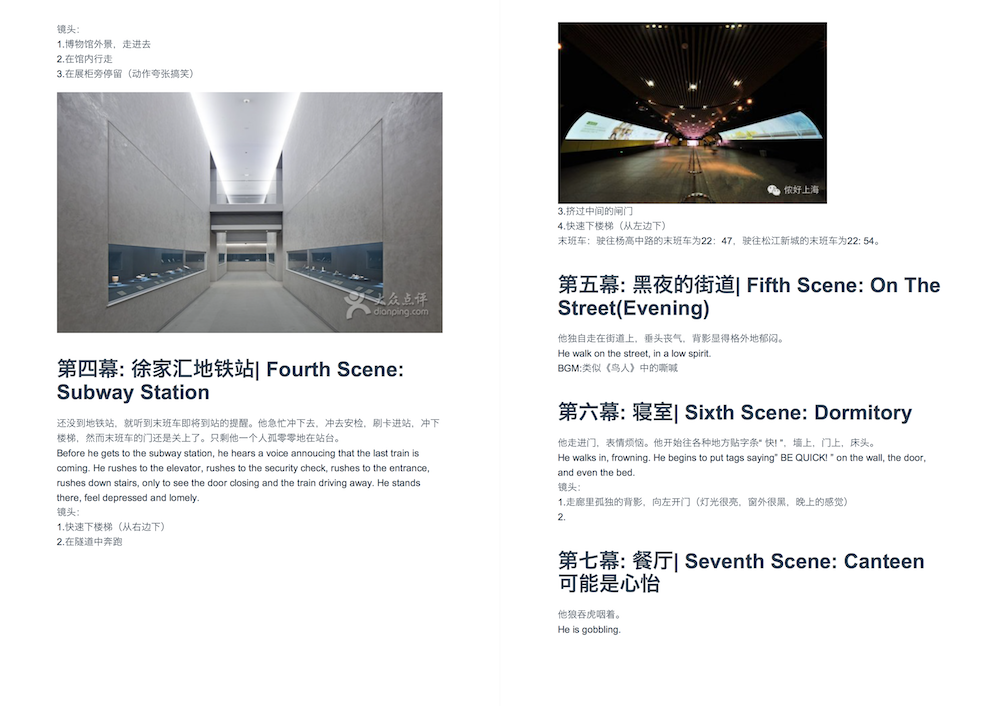 镜头：
1.博物馆外景，走进去
2.在馆内行走
3.在展柜旁停留（动作夸张搞笑）
大众点评
dianping.com
第四幕: 徐家汇地铁站| Fourth Scene:
Subway Station
还没到地铁站，就听到末班车即将到站的提醒。他急忙冲下去，冲去安检，刷卡进站，冲下
楼梯，然而末班车的门还是关上了。只剩他一个人孤零零地在站台。
Before he gets to the subway station, he hears a voice annoucing that the last train is
coming. He rushes to the elevator, rushes to the security check, rushes to the entrance,
rushes down stairs, only to see the door closing and the train driving away. He stands
there, feel depressed and lomely.
镜头：
1.快速下楼梯（从右边下）
2.在隧道中奔跑
侬好上海
3.挤过中间的闸门
4.快速下楼梯（从左边下）
末班车：驶往杨高中路的末班车为22：47，驶往松江新城的末班车为22: 54。
第五幕: 黑夜的街道| Fifth Scene: On The
Street(Evening)
他独自走在街道上，垂头丧气，背影显得格外地郁闷。
He walk on the street, in a low spirit.
BGM:类似《鸟人》中的嘶喊
第六幕: 寝室| Sixth Scene: Dormitory
他走进门，表情烦恼。他开始往各种地方贴字条“ 快! ”，墙上，门上，床头。
He walks in, frowning. He begins to put tags saying” BE QUICK! ” on the wall, the door,
and even the bed.
镜头：
1.走廊里孤独的背影，向左开门（灯光很亮，窗外很黑，晚上的感觉）
2.
第七幕: 餐厅| Seventh Scene: Canteen
可能是心怡
他狼吞虎咽着。
He is gobbling.